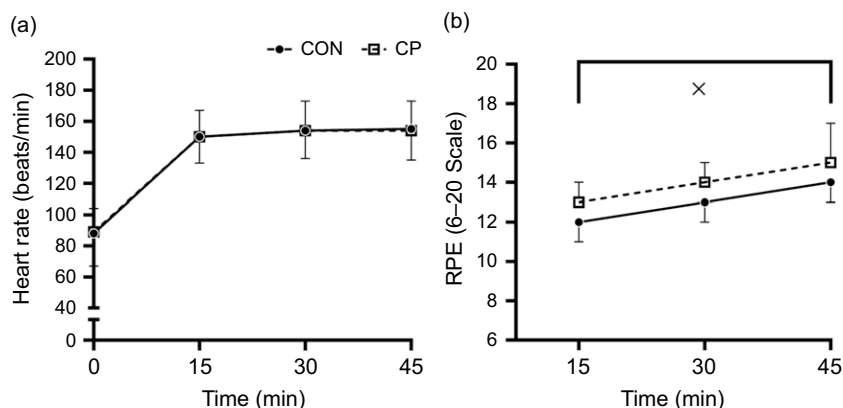 (a)
CON CP
200
180
160
140
120
100
80
60
40
0
0 15 30 45
Heart rate (beats/min)
Time (min)
(b)
20
18
16
14
12
10
8
6
15 30 45
RPE (6–20 Scale)
Time (min)
×